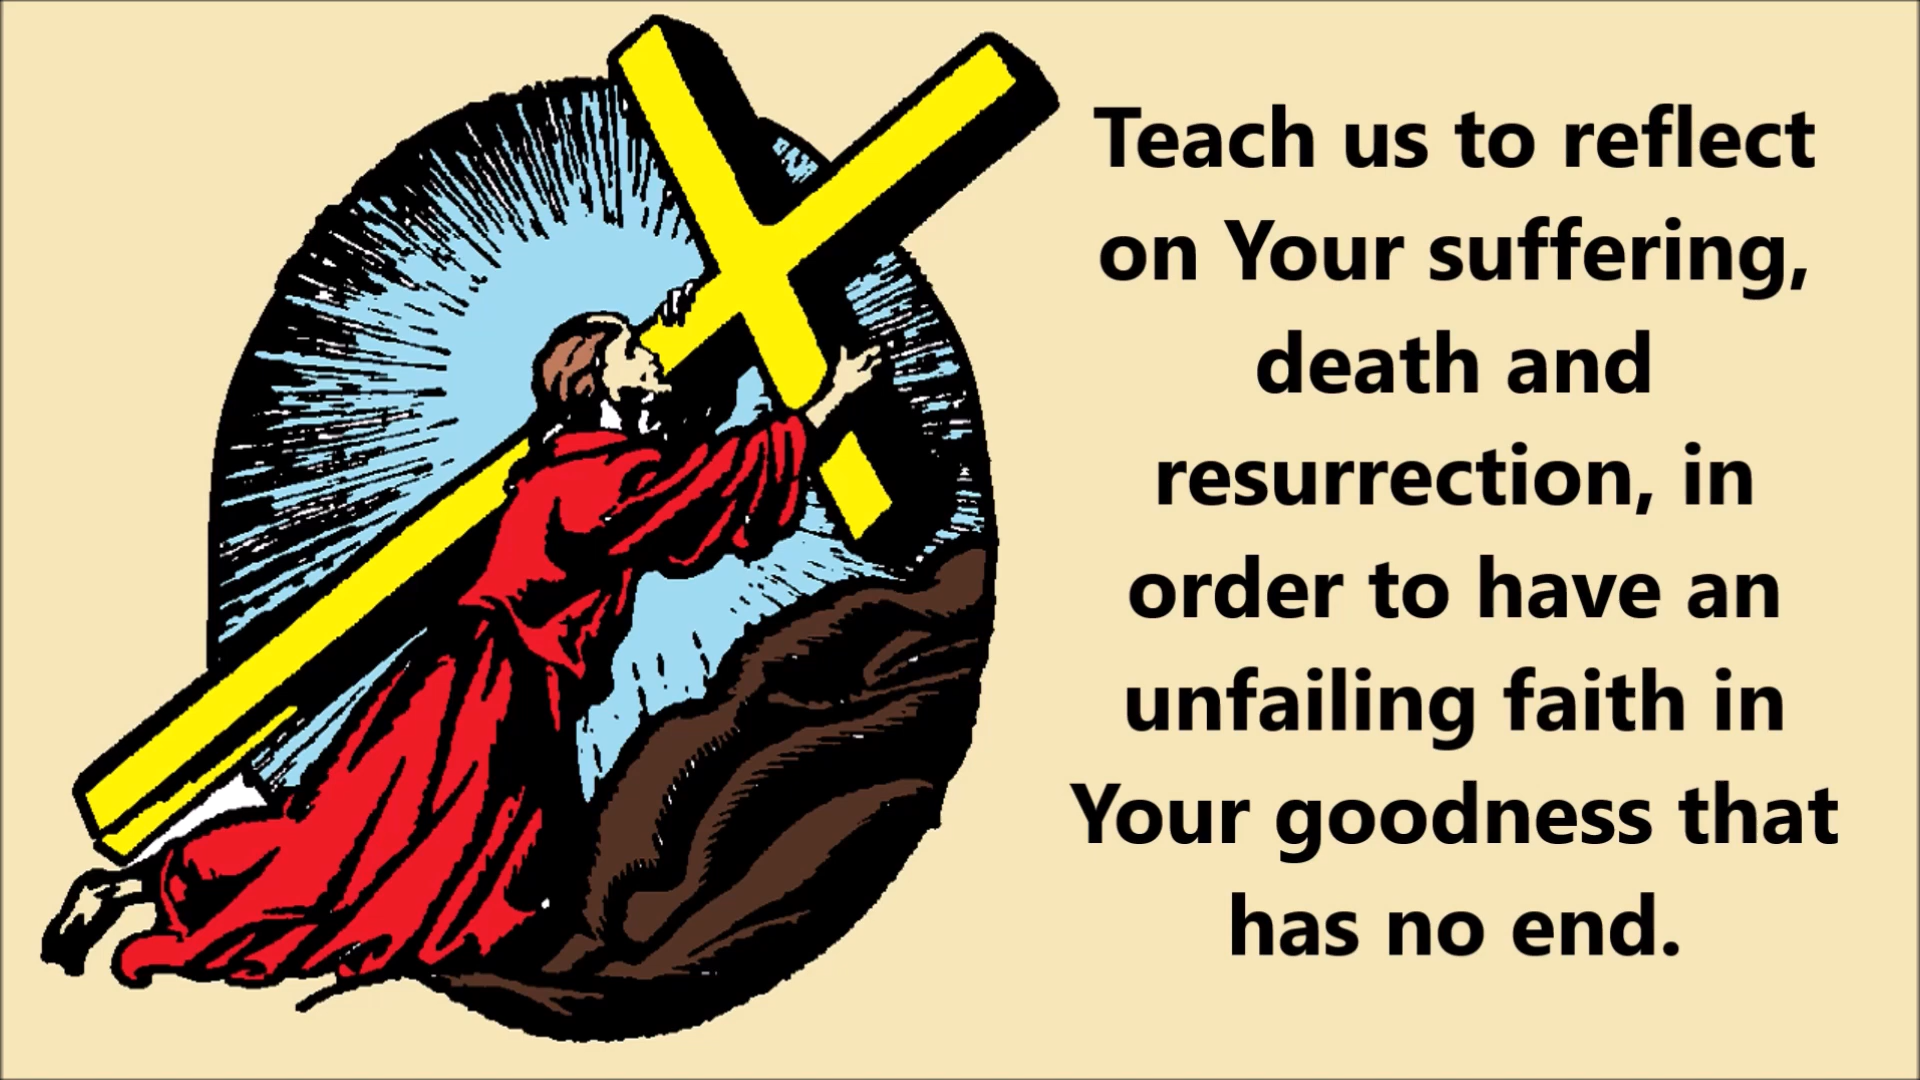 Teach us to reflect
on Your suffering,
death and
resurrection, in
order to have an
unfailing faith in
Your goodness that
has no end.